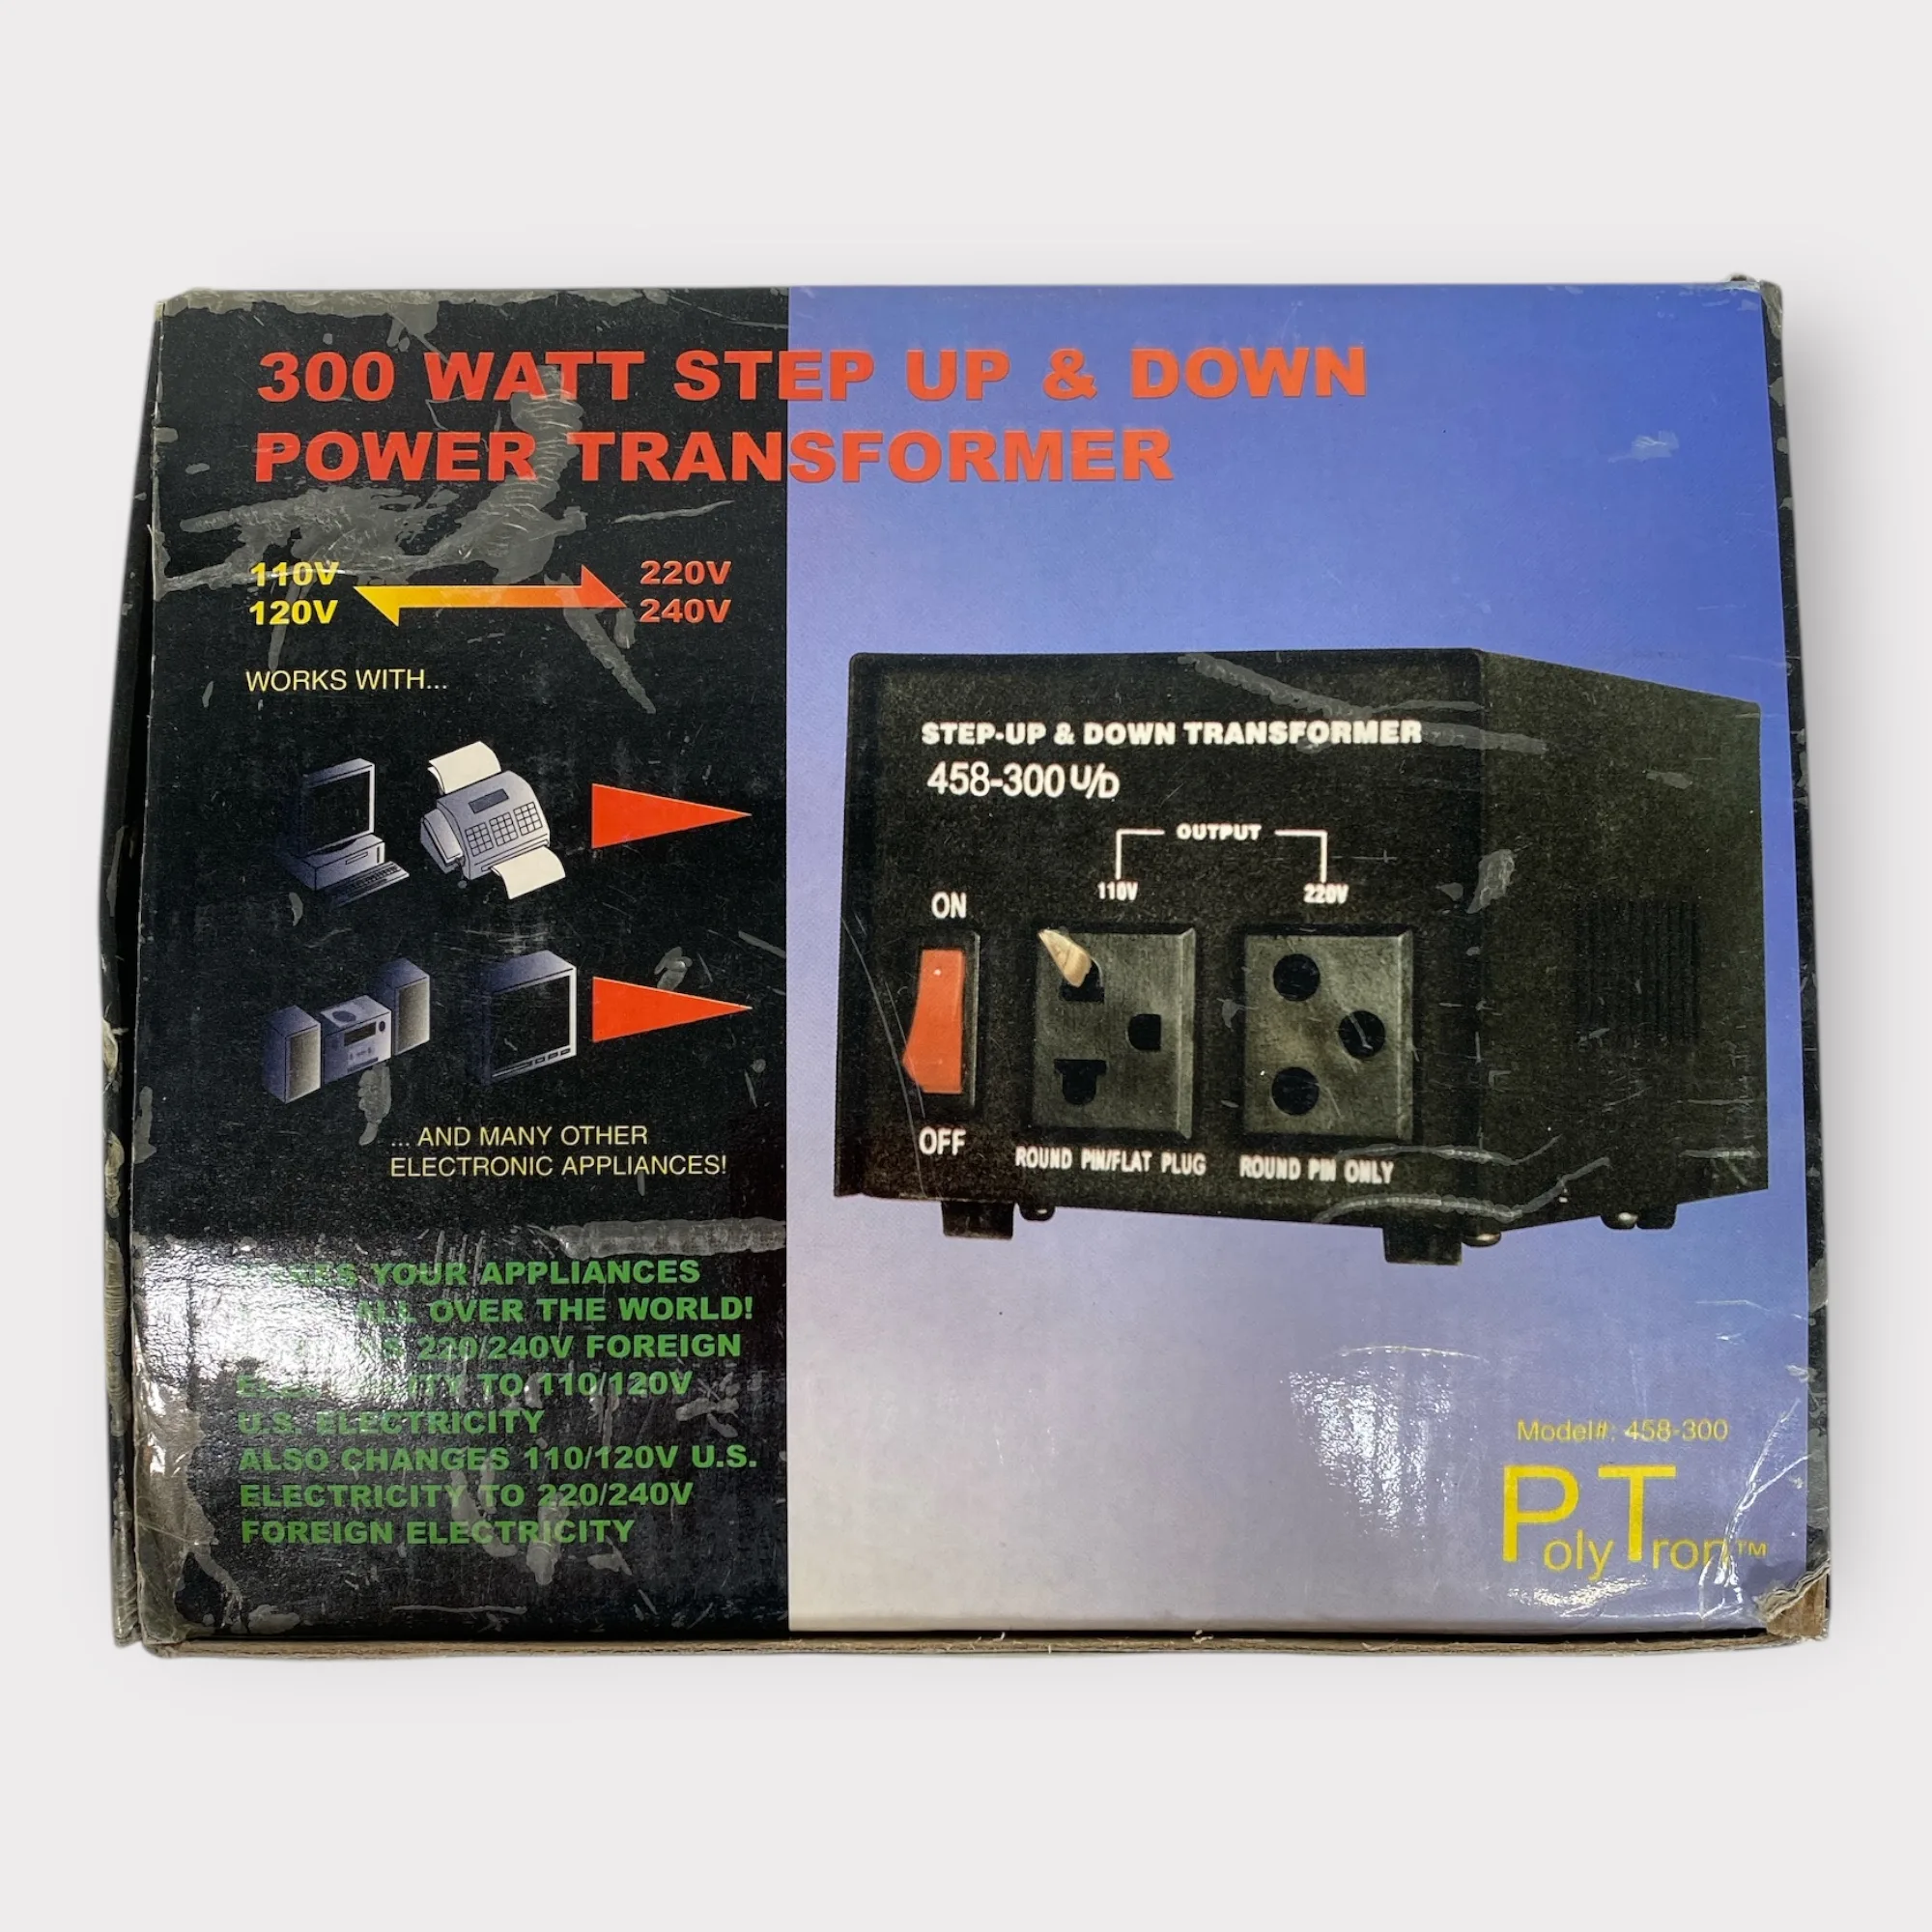 300 WATT STEP UP & DOWN
POWER TRANSFORMER
110V 220V
120V 240V
WORKS WITH...
... AND MANY OTHER
ELECTRONIC APPLIANCES!
YOUR APPLIANCES
ALL OVER THE WORLD!
220/240V FOREIGN
TO 110/120V
U.S. ELECTRICITY
ALSO CHANGES 110/120V U.S.
ELECTRICITY TO 220/240V
FOREIGN ELECTRICITY
STEP-UP & DOWN TRANSFORMER
458-300 U/D
OUTPUT
110V 220V
ON
OFF
ROUND PIN/FLAT PLUG ROUND PIN ONLY
Model#: 458-300
PolyTron™